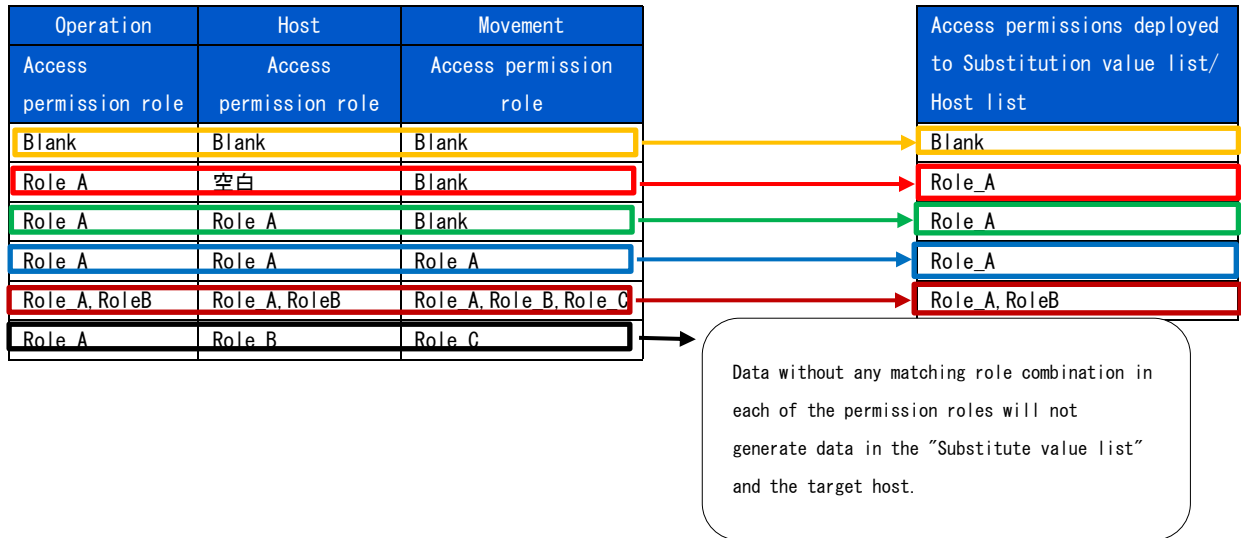 Operation Host Movement
Access permission role
Access permission role
Access permission role
Access permissions deployed to Substitution value list/ Host list
Blank Blank Blank Blank
Role A 空白 Blank Role_A
Role A Role A Blank Role A
Role A Role A Role A Role_A
Role_A,RoleB Role_A,RoleB Role_A,Role_B,Role_C Role_A,RoleB
Role A Role B Role C
Data without any matching role combination in
each of the permission roles will not
generate data in the "Substitute value list"
and the target host.